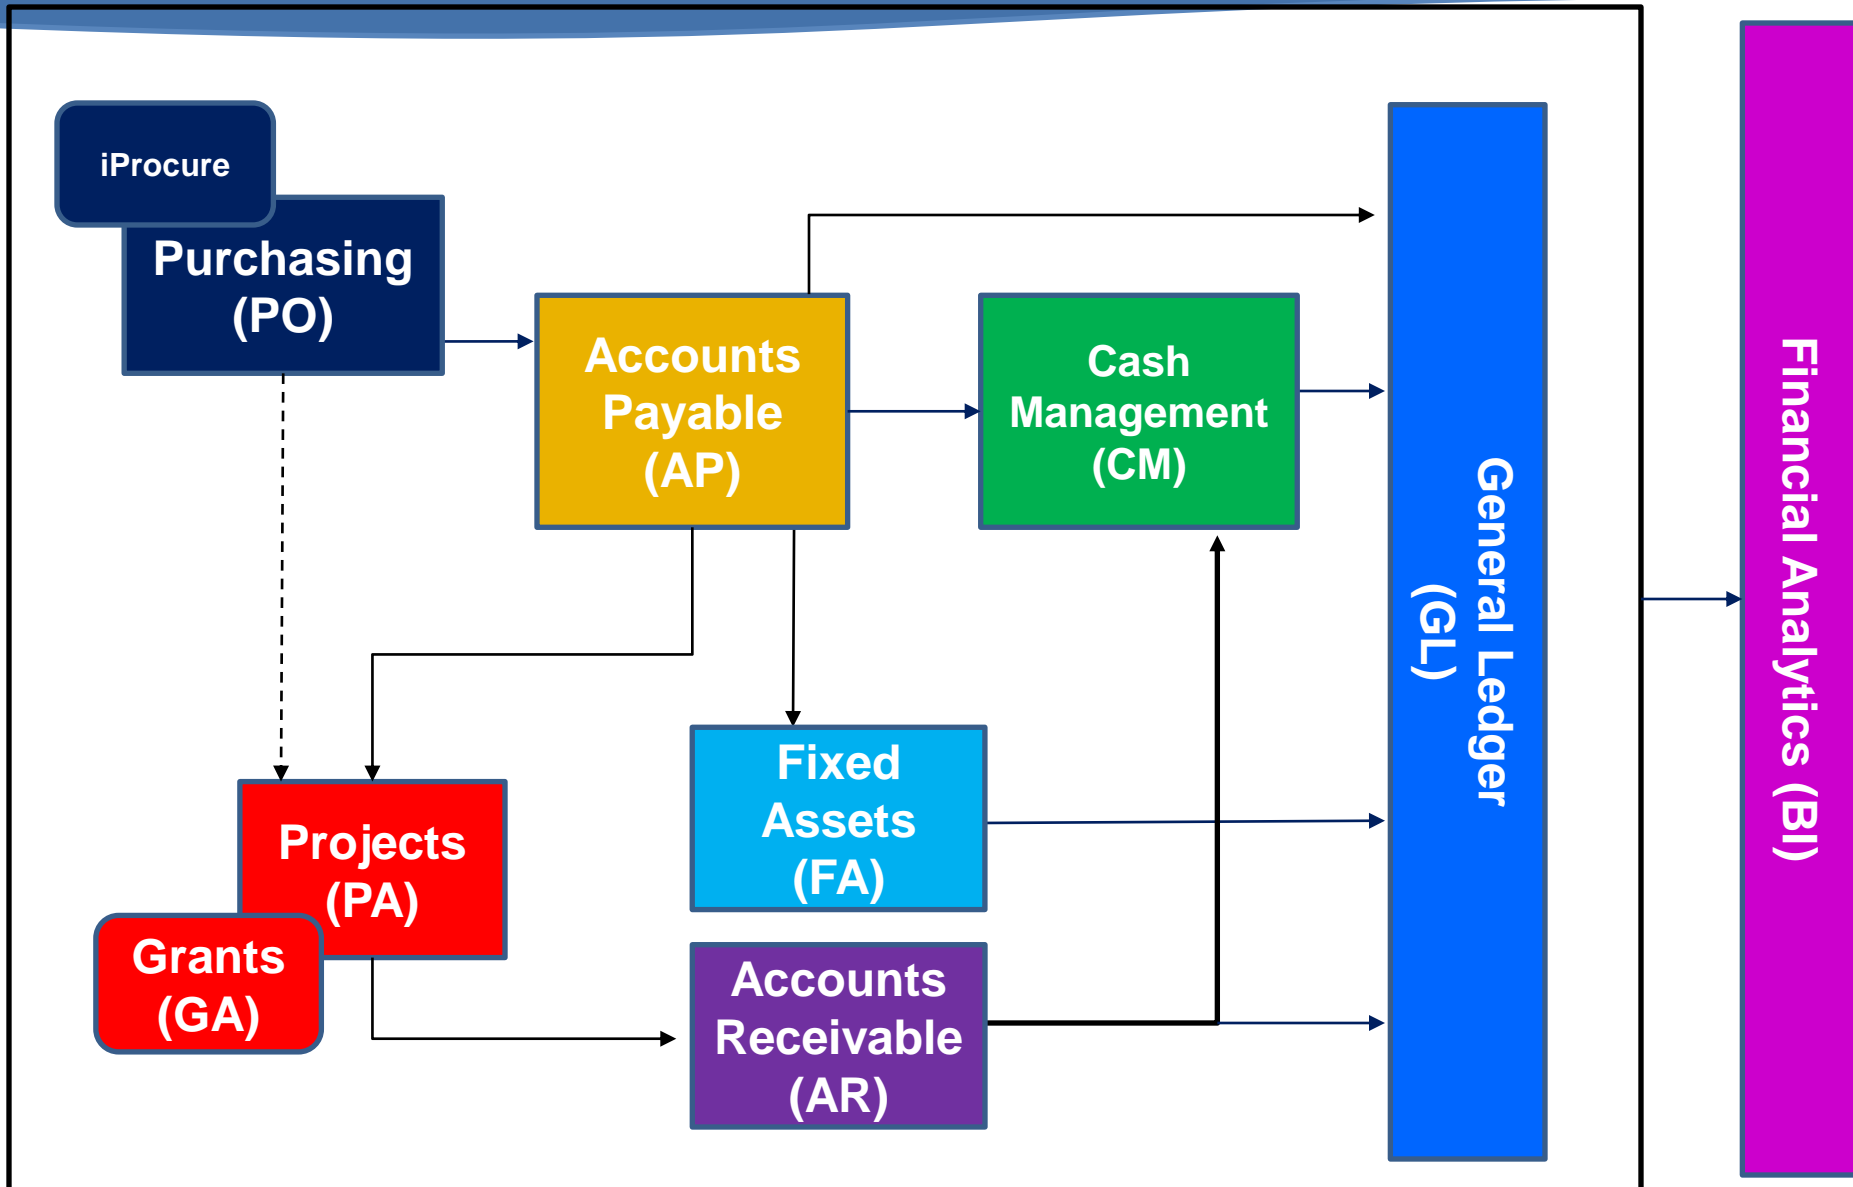 iProcure
Purchasing
(PO)
Accounts
Payable
(AP)
Cash
Management
(CM)
General Ledger
(GL)
Financial Analytics (BI)
Projects
(PA)
Grants
(GA)
Fixed
Assets
(FA)
Accounts
Receivable
(AR)